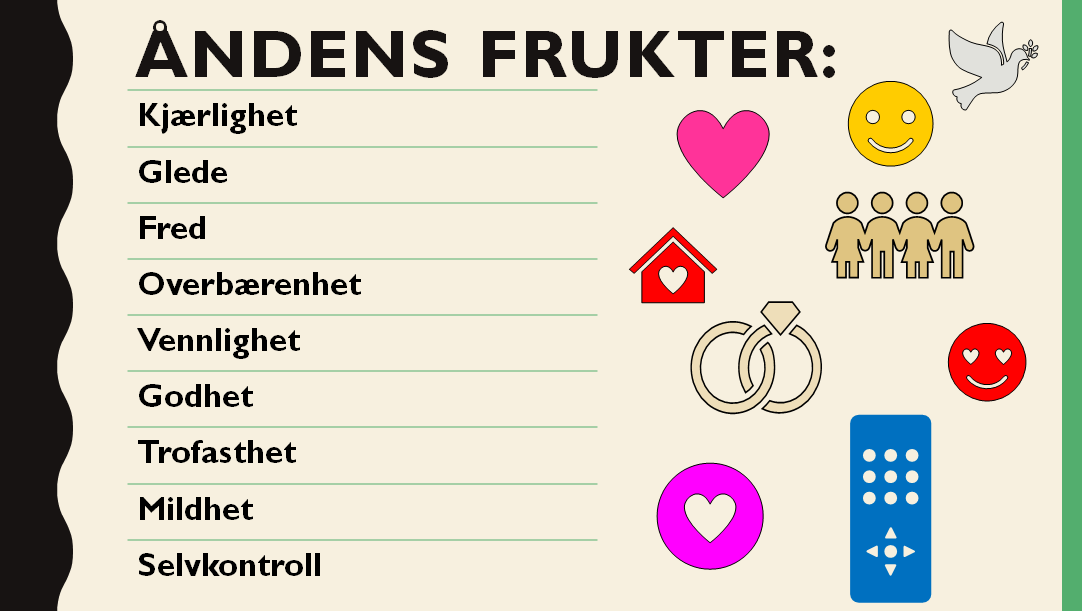 ÅNDENS FRUKTER:
Kjærlighet
Glede
Fred
Overbærenhet
Vennlighet
Godhet
Trofasthet
Mildhet
Selvkontroll